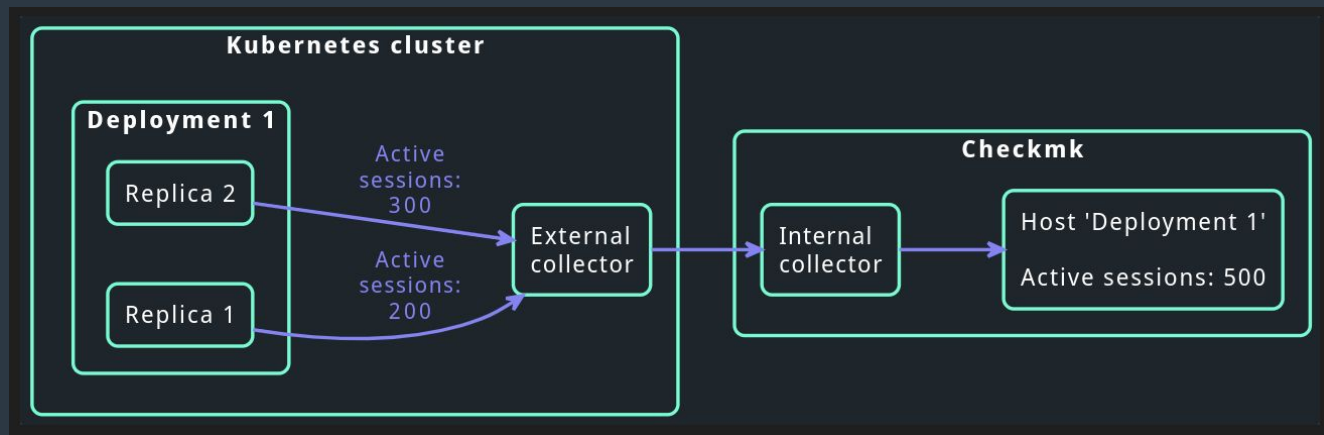 Kubernetes cluster
Deployment 1
Replica 2
Active
sessions:
300
Replica 1
Active
sessions:
200
External
collector
Checkmk
Internal
collector
Host 'Deployment 1'
Active sessions: 500